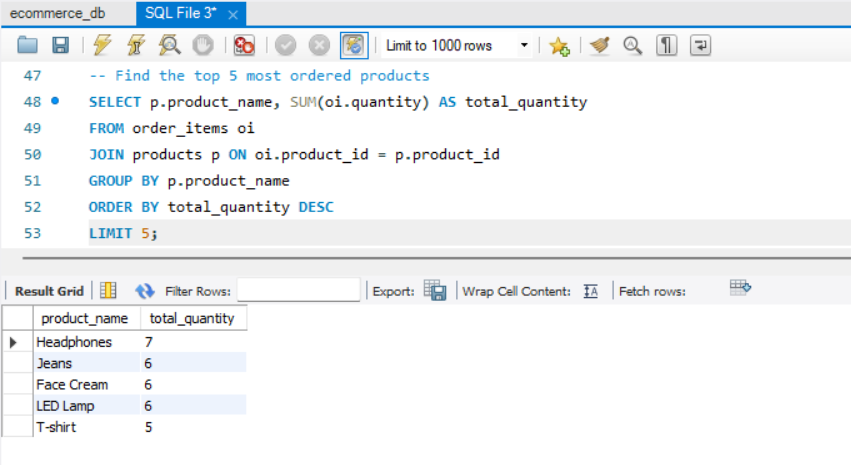 ecommerce_db SQL File 3*
Limit to 1000 rows
47 -- Find the top 5 most ordered products
48 SELECT p.product_name, SUM(oi.quantity) AS total_quantity
49 FROM order_items oi
50 JOIN products p ON oi.product_id = p.product_id
51 GROUP BY p.product_name
52 ORDER BY total_quantity DESC
53 LIMIT 5;
Result Grid Filter Rows: Export: Wrap Cell Content: Fetch rows:
product_name total_quantity
Headphones 7
Jeans 6
Face Cream 6
LED Lamp 6
T-shirt 5